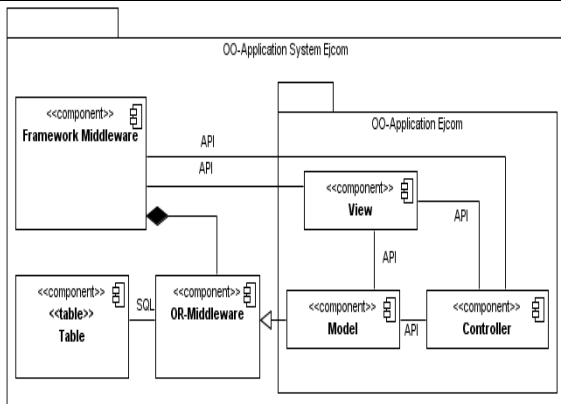 OO-Application System Ejcom
<<component>>
Framework Middleware
OO-Application Ejcom
API
API
<<component>>
View
API
API
<<component>>
<<table>>
Table
SQL
<<component>>
OR-Middleware
<<component>>
Model
API
<<component>>
Controller